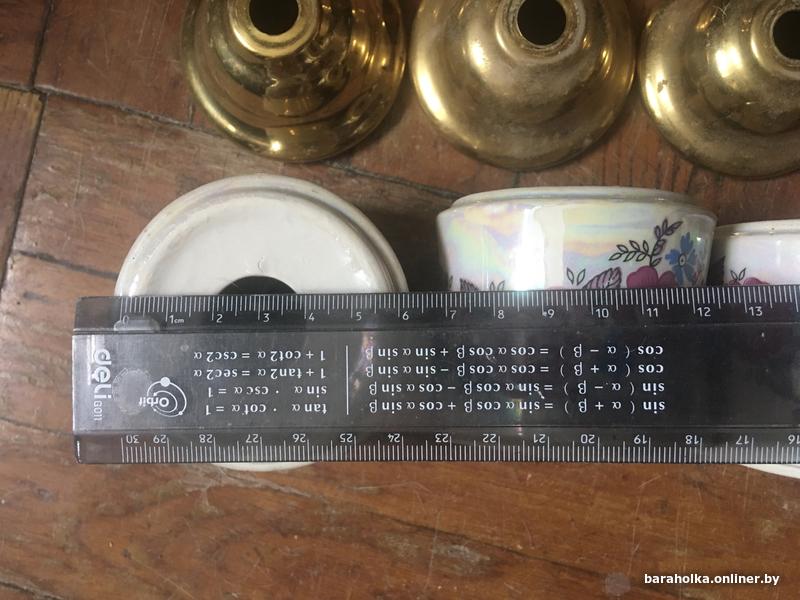 0 1cm 2 3 4 5 6 7 8 9 10 11 12 13
deli G011
Orbit
1 + cot2 α = csc2 α
1 + tan2 α = sec2 α
sin α · csc α = 1
tan α · cot α = 1
cos ( α − β ) = cos α cos β + sin α sin β
cos ( α + β ) = cos α cos β − sin α sin β
sin ( α − β ) = sin α cos β − cos α sin β
sin ( α + β ) = sin α cos β + cos α sin β
30 29 28 27 26 25 24 23 22 21 20 19 18 17 16
baraholka.onliner.by